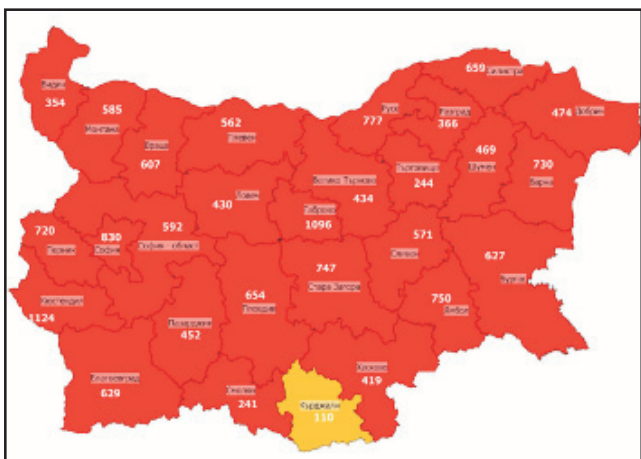 659
Силистра
Видин
354
585
Монтана
562
Плевен
777
Русе
Разград
366
474
Добрич
Враца
607
469
Шумен
730
Варна
Търговище
244
Велико Търново
434
Ловеч
430
Габрово
1096
720
Перник
830
София
592
София - област
571
Сливен
627
Бургас
747
Стара Загора
654
Пловдив
750
Ямбол
Кюстендил
1124
Пазарджик
452
Хасково
419
Благоевград
629
Смолян
241
Кърджали
110